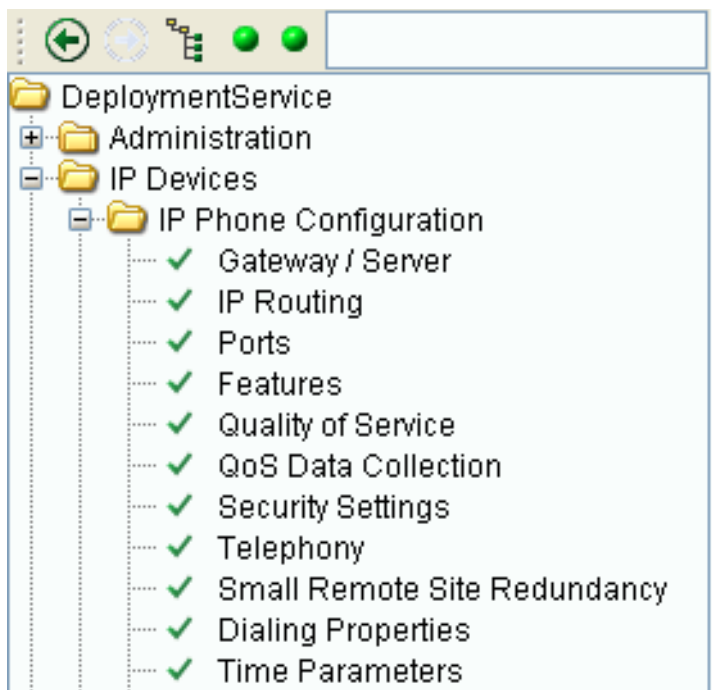 DeploymentService
Administration
IP Devices
IP Phone Configuration
Gateway / Server
IP Routing
Ports
Features
Quality of Service
QoS Data Collection
Security Settings
Telephony
Small Remote Site Redundancy
Dialing Properties
Time Parameters